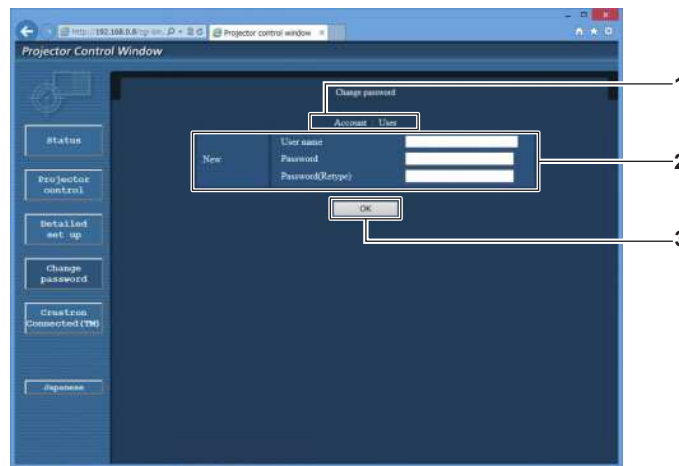 Projector control window
Projector Control Window
Change password
Account : User
User name
New
Password
Password(Retype)
OK
Status
Projector
control
Detailed
set up
Change
password
Crestron
Connected(TM)
Japanese
1
2
3